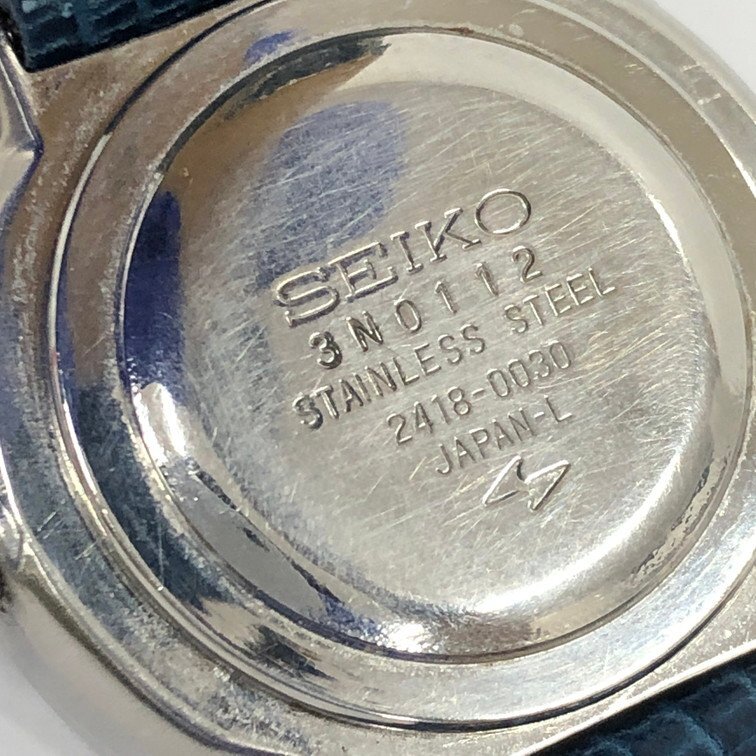 SEIKO
3N0112
STAINLESS STEEL
2418-0030
JAPAN-L